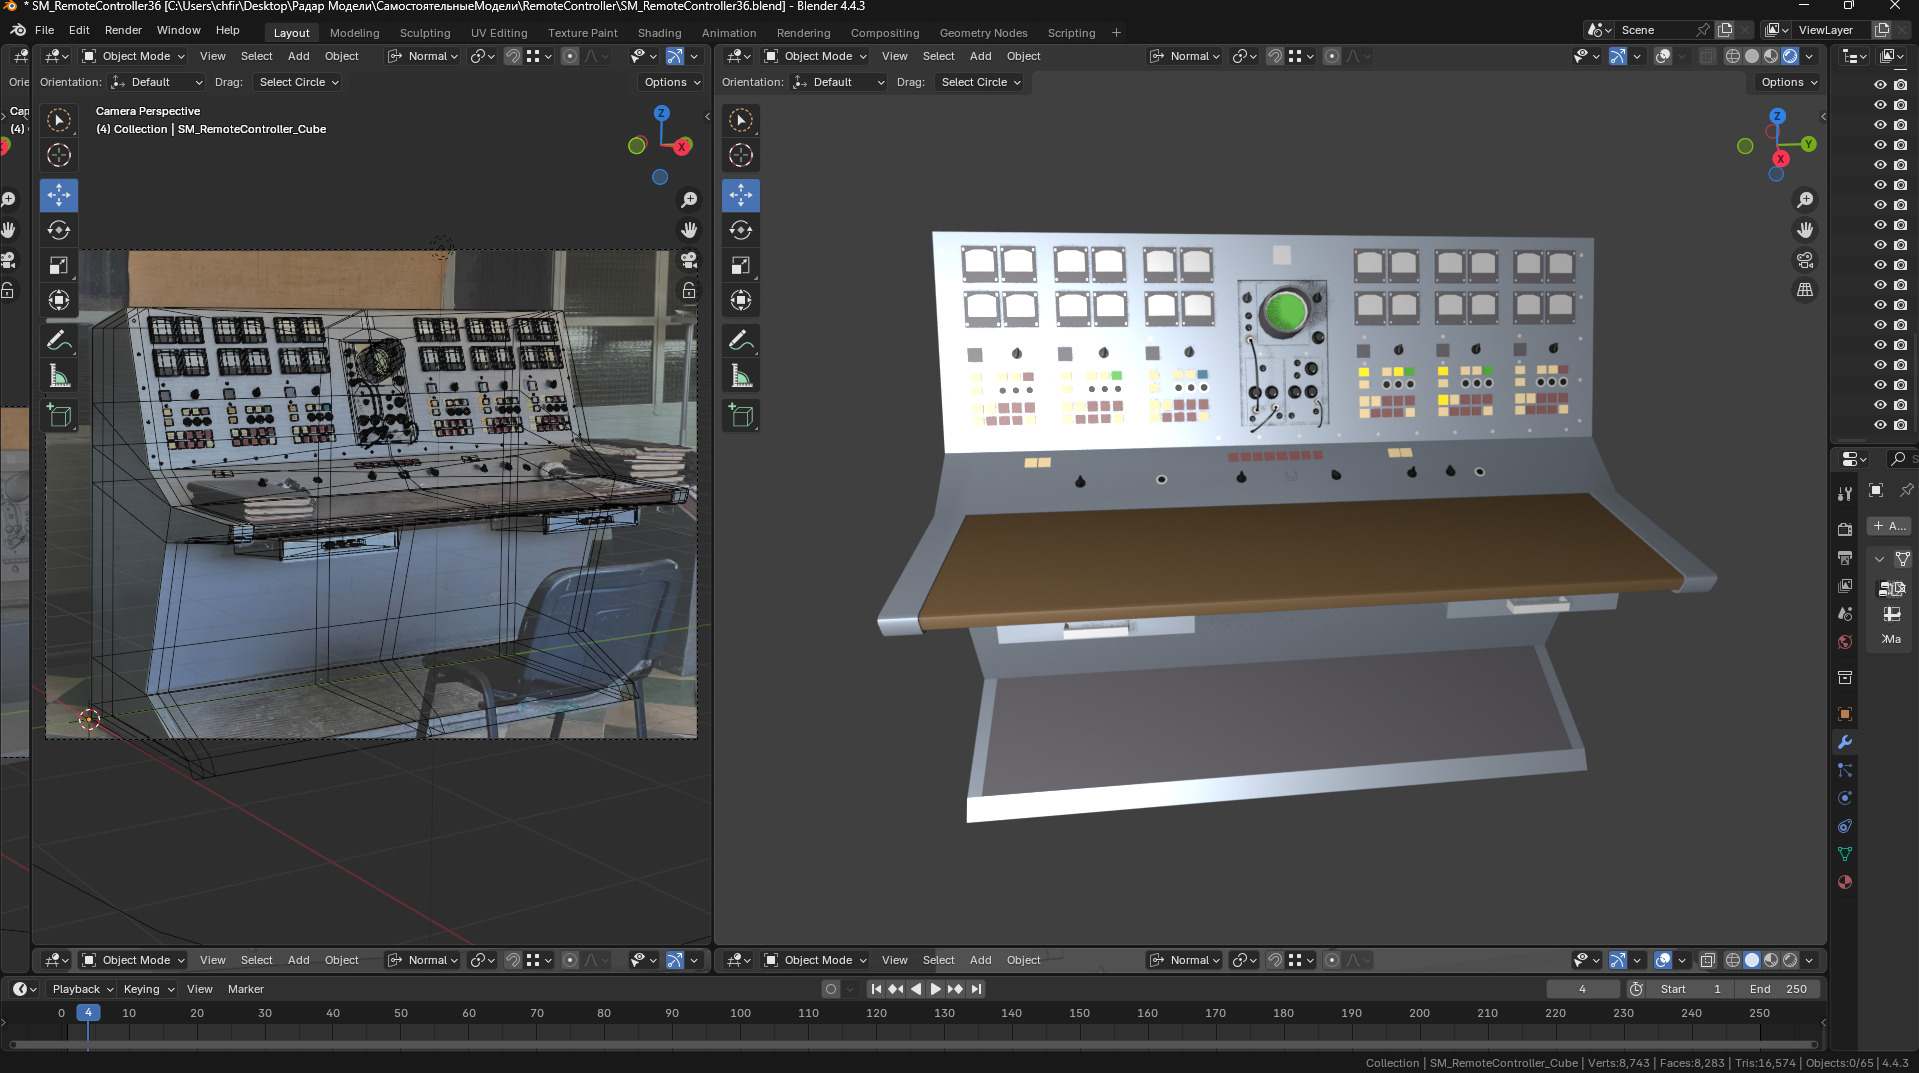 * SM_RemoteController36 [C:\Users\chfir\Desktop\Радар Модели\СамостоятельныеМодели\RemoteController\SM_RemoteController36.blend] - Blender 4.4.3
File Edit Render Window Help
Layout Modeling Sculpting UV Editing Texture Paint Shading Animation Rendering Compositing Geometry Nodes Scripting +
Scene
ViewLayer
Object Mode View Select Add Object Normal
Object Mode View Select Add Object Normal
Orie
Orientation: Default Drag: Select Circle Options
Orientation: Default Drag: Select Circle Options
Cap
(4)
Camera Perspective
(4) Collection | SM_RemoteController_Cube
Z
X
Z
Y
X
S
+ A...
Ma
Object Mode View Select Add Object Normal
Object Mode View Select Add Object Normal
Playback Keying View Marker
4 Start 1 End 250
0 4 10 20 30 40 50 60 70 80 90 100 110 120 130 140 150 160 170 180 190 200 210 220 230 240 250
Collection | SM_RemoteController_Cube | Verts:8,743 | Faces:8,283 | Tris:16,574 | Objects:0/65 | 4.4.3